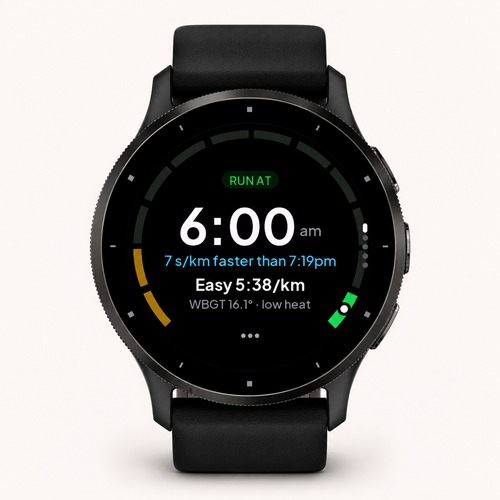 RUN AT
6:00 am
7 s/km faster than 7:19pm
Easy 5:38/km
WBGT 16.1° · low heat